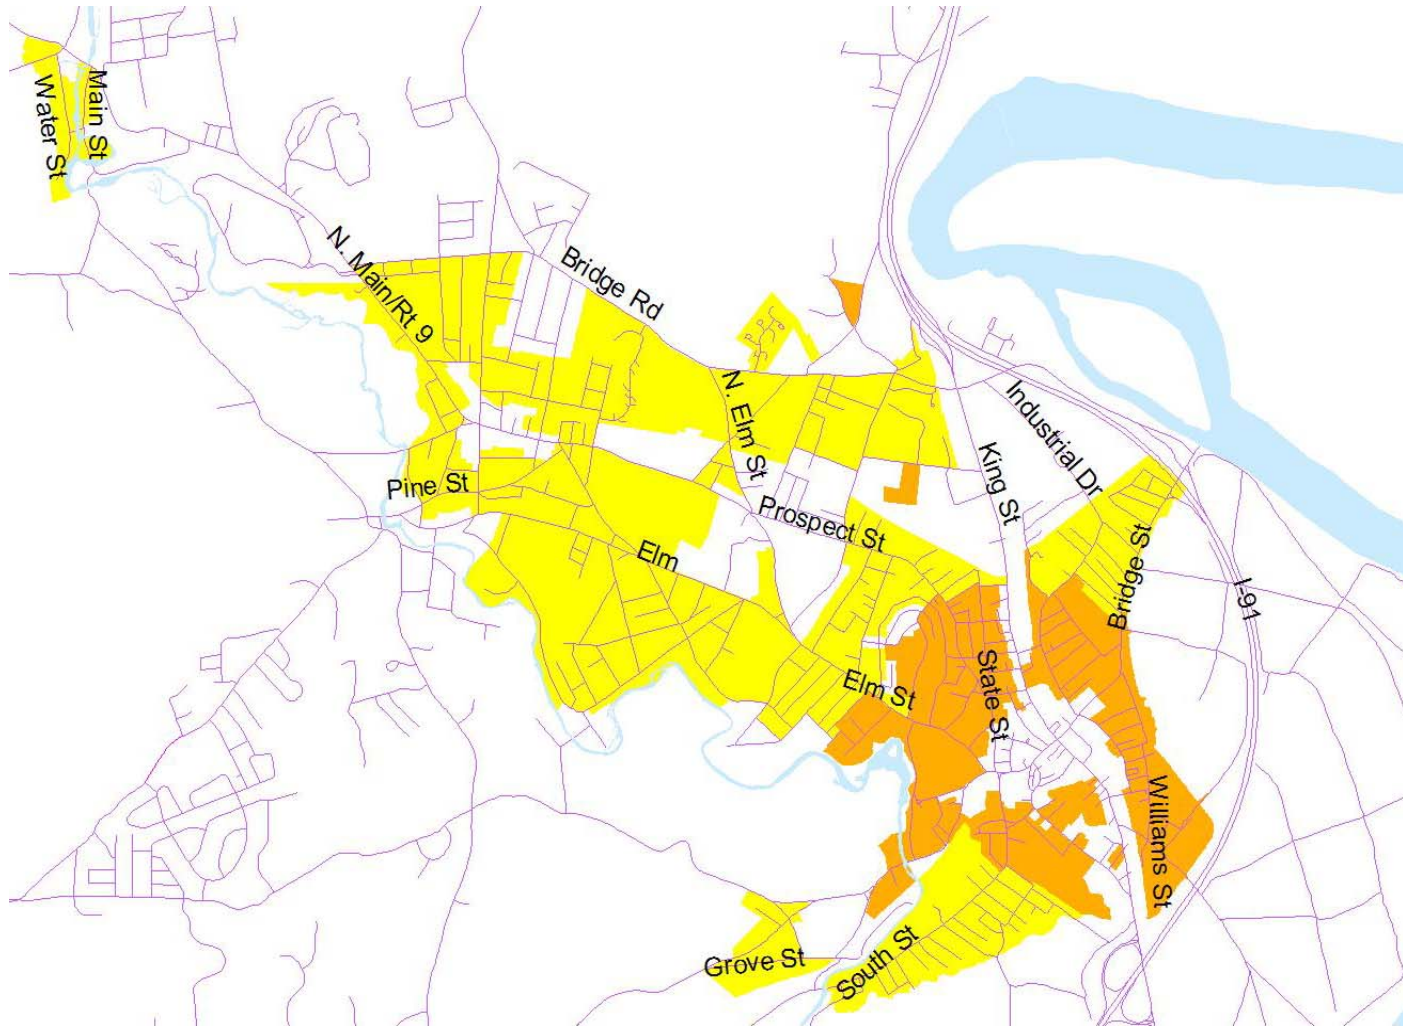 Main St
Water St
N. Main/Rt 9
Bridge Rd
N. Elm St
Industrial Dr
King St
Pine St
Prospect St
Elm
Bridge St
I-91
State St
Elm St
Williams St
Grove St
South St